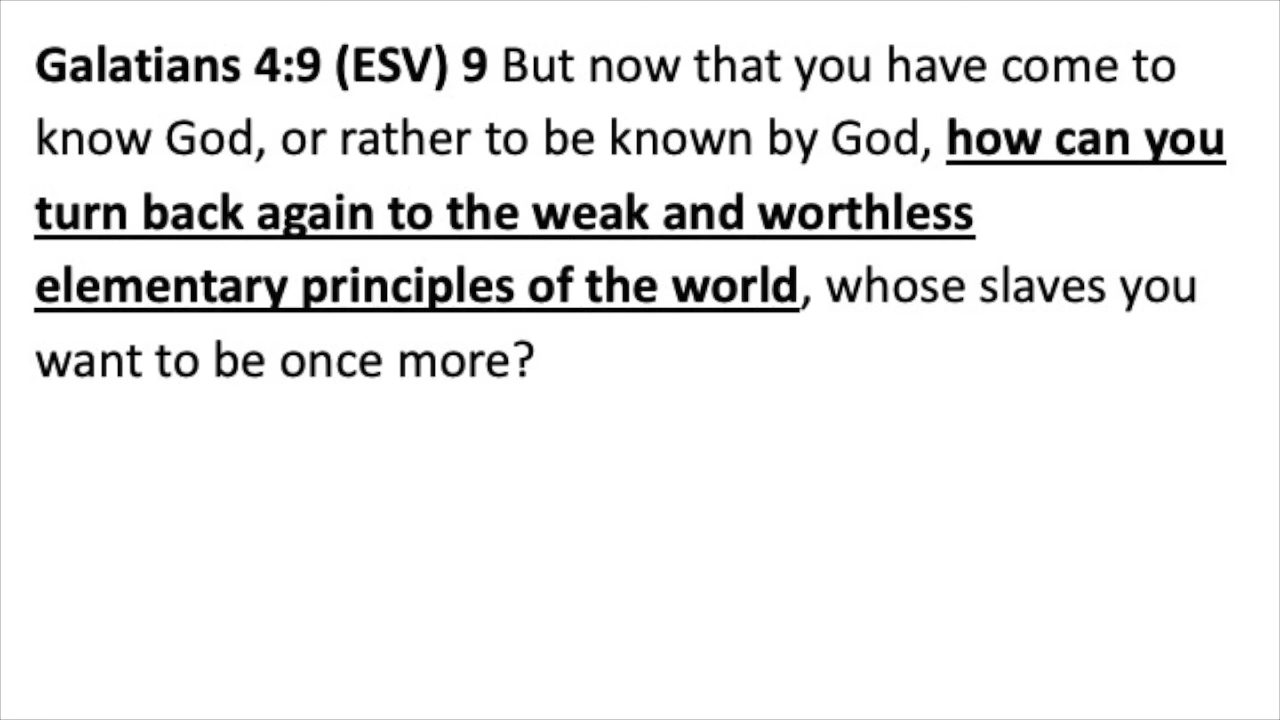 Galatians 4:9 (ESV) 9 But now that you have come to
know God, or rather to be known by God, how can you
turn back again to the weak and worthless
elementary principles of the world, whose slaves you
want to be once more?